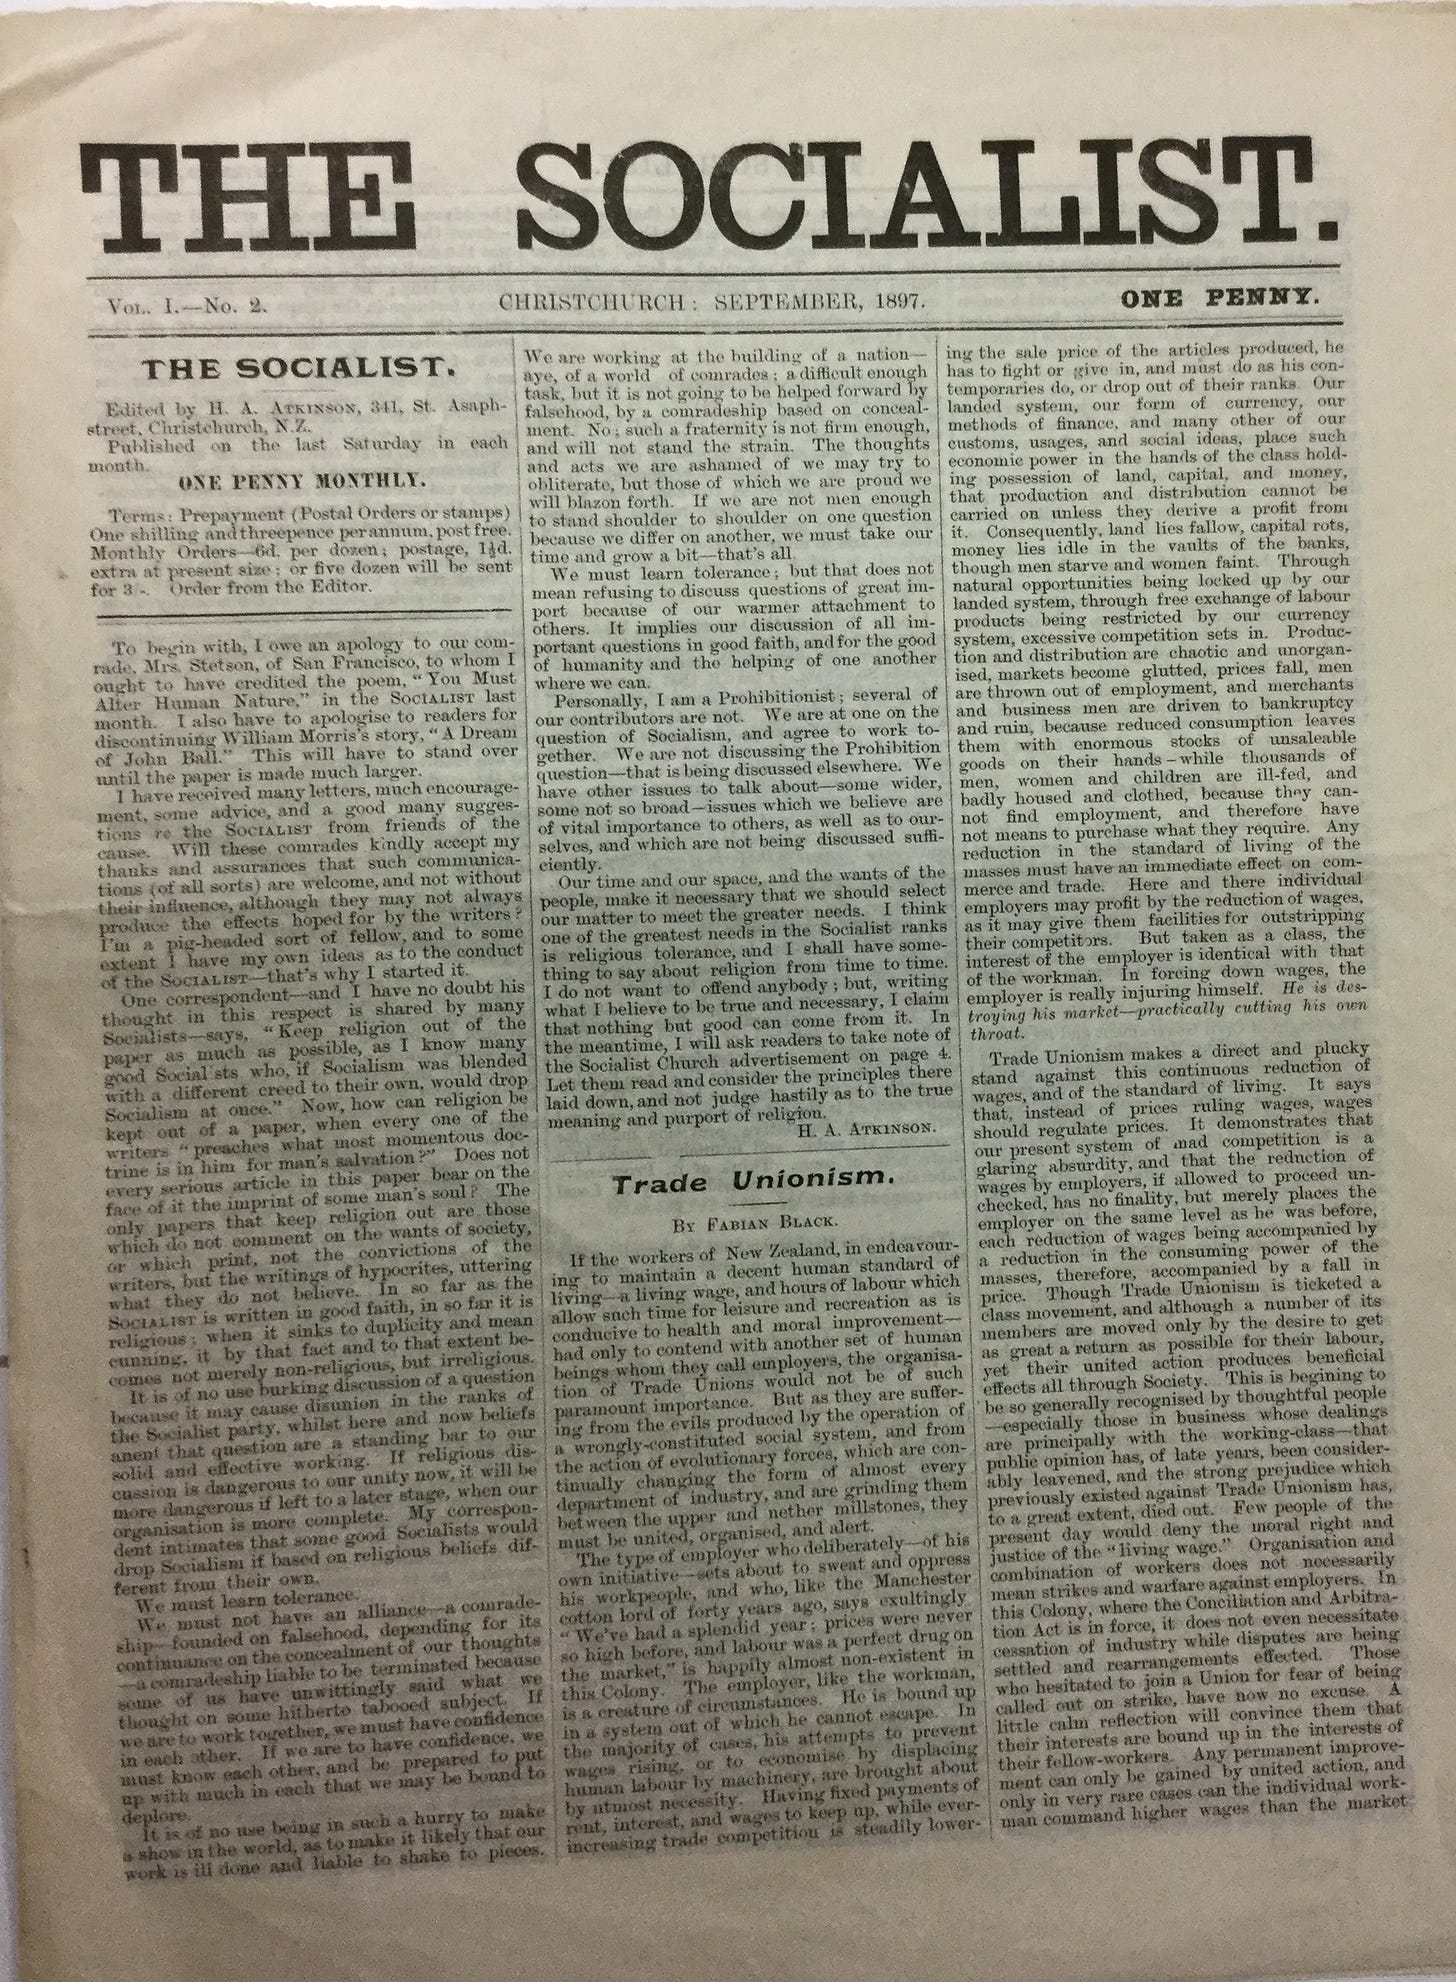 THE SOCIALIST.
VOL. I.—No. 2.
CHRISTCHURCH: SEPTEMBER, 1897.
ONE PENNY.
THE SOCIALIST.
Edited by H. A. ATKINSON, 341, St. Asaph-
street, Christchurch, N.Z.
Published on the last Saturday in each
month.
ONE PENNY MONTHLY.
Terms: Prepayment (Postal Orders or stamps)
One shilling and threepence per annum, post free.
Monthly Orders—6d. per dozen; postage, 1½d.
extra at present size; or five dozen will be sent
for 3/-. Order from the Editor.
To begin with, I owe an apology to our com-
rade, Mrs. Stetson, of San Francisco, to whom I
ought to have credited the poem, "You Must
Alter Human Nature," in the SOCIALIST last
month. I also have to apologise to readers for
discontinuing William Morris's story, "A Dream
of John Ball." This will have to stand over
until the paper is made much larger.
I have received many letters, much encourage-
ment, some advice, and a good many sugges-
tions re the SOCIALIST from friends of the
cause. Will these comrades kindly accept my
thanks and assurances that such communica-
tions (of all sorts) are welcome, and not without
their influence, although they may not always
produce the effects hoped for by the writers?
I'm a pig-headed sort of fellow, and to some
extent I have my own ideas as to the conduct
of the SOCIALIST—that's why I started it.
One correspondent—and I have no doubt his
thought in this respect is shared by many
Socialists—says, "Keep religion out of the
paper as much as possible, as I know many
good Social sts who, if Socialism was blended
with a different creed to their own, would drop
Socialism at once." Now, how can religion be
kept out of a paper, when every one of the
writers "preaches what most momentous doc-
trine is in him for man's salvation?" Does not
every serious article in this paper bear on the
face of it the imprint of some man's soul? The
only papers that keep religion out are those
which do not comment on the wants of society,
or which print, not the convictions of the
writers, but the writings of hypocrites, uttering
what they do not believe. In so far as the
SOCIALIST is written in good faith, in so far it is
religious; when it sinks to duplicity and mean
cunning, it by that fact and to that extent be-
comes not merely non-religious, but irreligious.
It is of no use burking discussion of a question
because it may cause disunion in the ranks of
the Socialist party, whilst here and now beliefs
anent that question are a standing bar to our
solid and effective working. If religious dis-
cussion is dangerous to our unity now, it will be
more dangerous if left to a later stage, when our
organisation is more complete. My correspon-
dent intimates that some good Socialists would
drop Socialism if based on religious beliefs dif-
ferent from their own.
We must learn tolerance.
We must not have an alliance—a comrade-
ship—founded on falsehood, depending for its
continuance on the concealment of our thoughts
—a comradeship liable to be terminated because
some of us have unwittingly said what we
thought on some hitherto tabooed subject. If
we are to work together, we must have confidence
in each other. If we are to have confidence, we
must know each other, and be prepared to put
up with much in each that we may be bound to
deplore.
It is of no use being in such a hurry to make
a show in the world, as to make it likely that our
work is ill done and liable to shake to pieces.
We are working at the building of a nation—
aye, of a world of comrades; a difficult enough
task, but it is not going to be helped forward by
falsehood, by a comradeship based on conceal-
ment. No; such a fraternity is not firm enough,
and will not stand the strain. The thoughts
and acts we are ashamed of we may try to
obliterate, but those of which we are proud we
will blazon forth. If we are not men enough
to stand shoulder to shoulder on one question
because we differ on another, we must take our
time and grow a bit—that's all.
We must learn tolerance; but that does not
mean refusing to discuss questions of great im-
port because of our warmer attachment to
others. It implies our discussion of all im-
portant questions in good faith, and for the good
of humanity and the helping of one another
where we can.
Personally, I am a Prohibitionist; several of
our contributors are not. We are at one on the
question of Socialism, and agree to work to-
gether. We are not discussing the Prohibition
question—that is being discussed elsewhere. We
have other issues to talk about—some wider,
some not so broad—issues which we believe are
of vital importance to others, as well as to our-
selves, and which are not being discussed suffi-
ciently.
Our time and our space, and the wants of the
people, make it necessary that we should select
our matter to meet the greater needs. I think
one of the greatest needs in the Socialist ranks
is religious tolerance, and I shall have some-
thing to say about religion from time to time.
I do not want to offend anybody; but, writing
what I believe to be true and necessary, I claim
that nothing but good can come from it. In
the meantime, I will ask readers to take note of
the Socialist Church advertisement on page 4.
Let them read and consider the principles there
laid down, and not judge hastily as to the true
meaning and purport of religion.
H. A. ATKINSON.
Trade Unionism.
BY FABIAN BLACK.
If the workers of New Zealand, in endeavour-
ing to maintain a decent human standard of
living—a living wage, and hours of labour which
allow such time for leisure and recreation as is
conducive to health and moral improvement—
had only to contend with another set of human
beings whom they call employers, the organisa-
tion of Trade Unions would not be of such
paramount importance. But as they are suffer-
ing from the evils produced by the operation of
a wrongly-constituted social system, and from
the action of evolutionary forces, which are con-
tinually changing the form of almost every
department of industry, and are grinding them
between the upper and nether millstones, they
must be united, organised, and alert.
The type of employer who deliberately—of his
own initiative—sets about to sweat and oppress
his workpeople, and who, like the Manchester
cotton lord of forty years ago, says exultingly
"We've had a splendid year; prices were never
so high before, and labour was a perfect drug on
the market," is happily almost non-existent in
this Colony. The employer, like the workman,
is a creature of circumstances. He is bound up
in a system out of which he cannot escape. In
the majority of cases, his attempts to prevent
wages rising, or to economise by displacing
human labour by machinery, are brought about
by utmost necessity. Having fixed payments of
rent, interest, and wages to keep up, while ever-
increasing trade competition is steadily lower-
ing the sale price of the articles produced, he
has to fight or give in, and must do as his con-
temporaries do, or drop out of their ranks. Our
landed system, our form of currency, our
methods of finance, and many other of our
customs, usages, and social ideas, place such
economic power in the hands of the class hold-
ing possession of land, capital, and money,
that production and distribution cannot be
carried on unless they derive a profit from
it. Consequently, land lies fallow, capital rots,
money lies idle in the vaults of the banks,
though men starve and women faint. Through
natural opportunities being locked up by our
landed system, through free exchange of labour
products being restricted by our currency
system, excessive competition sets in. Produc-
tion and distribution are chaotic and unorgan-
ised, markets become glutted, prices fall, men
are thrown out of employment, and merchants
and business men are driven to bankruptcy
and ruin, because reduced consumption leaves
them with enormous stocks of unsaleable
goods on their hands—while thousands of
men, women and children are ill-fed, and
badly housed and clothed, because they can-
not find employment, and therefore have
not means to purchase what they require. Any
reduction in the standard of living of the
masses must have an immediate effect on com-
merce and trade. Here and there individual
employers may profit by the reduction of wages,
as it may give them facilities for outstripping
their competitors. But taken as a class, the
interest of the employer is identical with that
of the workman. In forcing down wages, the
employer is really injuring himself. He is des-
troying his market—practically cutting his own
throat.
Trade Unionism makes a direct and plucky
stand against this continuous reduction of
wages, and of the standard of living. It says
that, instead of prices ruling wages, wages
should regulate prices. It demonstrates that
our present system of mad competition is a
glaring absurdity, and that the reduction of
wages by employers, if allowed to proceed un-
checked, has no finality, but merely places the
employer on the same level as he was before,
each reduction of wages being accompanied by
a reduction in the consuming power of the
masses, therefore, accompanied by a fall in
price. Though Trade Unionism is ticketed a
class movement, and although a number of its
members are moved only by the desire to get
as great a return as possible for their labour,
yet their united action produces beneficial
effects all through Society. This is begining to
be so generally recognised by thoughtful people
—especially those in business whose dealings
are principally with the working-class—that
public opinion has, of late years, been consider-
ably leavened, and the strong prejudice which
previously existed against Trade Unionism has,
to a great extent, died out. Few people of the
present day would deny the moral right and
justice of the "living wage." Organisation and
combination of workers does not necessarily
mean strikes and warfare against employers. In
this Colony, where the Conciliation and Arbitra-
tion Act is in force, it does not even necessitate
cessation of industry while disputes are being
settled and rearrangements effected. Those
who hesitated to join a Union for fear of being
called out on strike, have now no excuse. A
little calm reflection will convince them that
their interests are bound up in the interests of
their fellow-workers. Any permanent improve-
ment can only be gained by united action, and
only in very rare cases can the individual work-
man command higher wages than the market